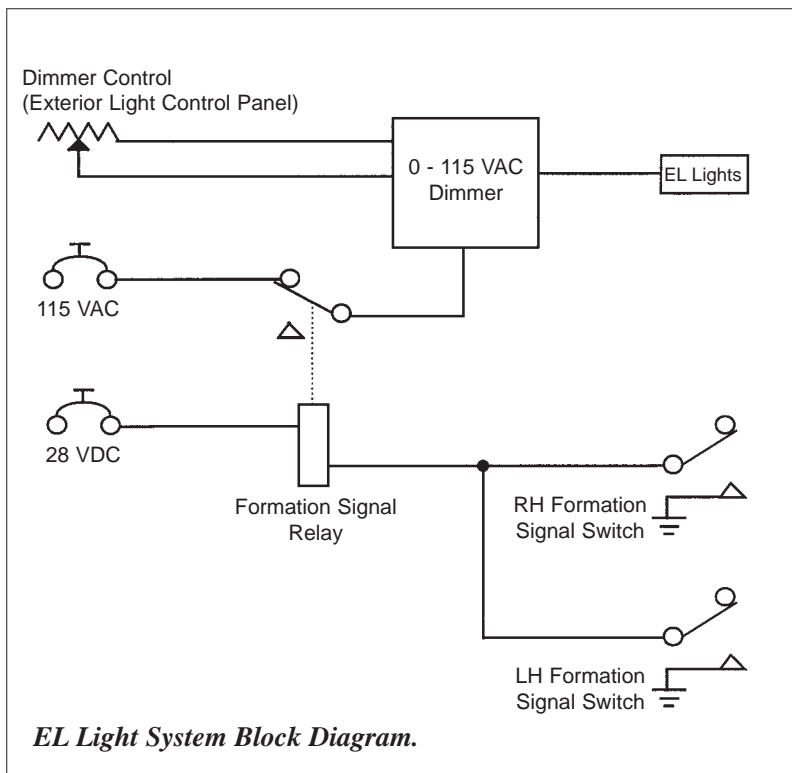 Dimmer Control
(Exterior Light Control Panel)
0 - 115 VAC
Dimmer
EL Lights
115 VAC
28 VDC
Formation Signal
Relay
RH Formation
Signal Switch
LH Formation
Signal Switch
EL Light System Block Diagram.